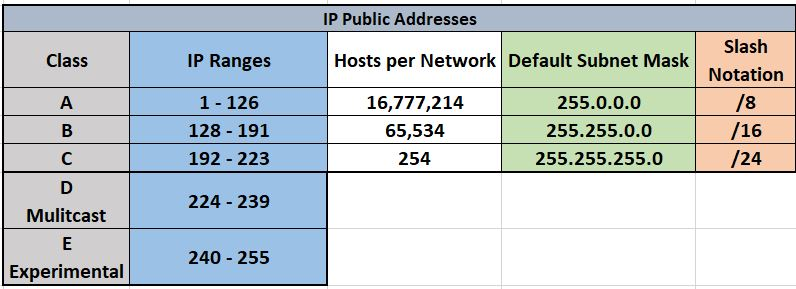 IP Public Addresses
Class IP Ranges Hosts per Network Default Subnet Mask Slash Notation
A 1 - 126 16,777,214 255.0.0.0 /8
B 128 - 191 65,534 255.255.0.0 /16
C 192 - 223 254 255.255.255.0 /24
D
Mulitcast 224 - 239
E
Experimental 240 - 255